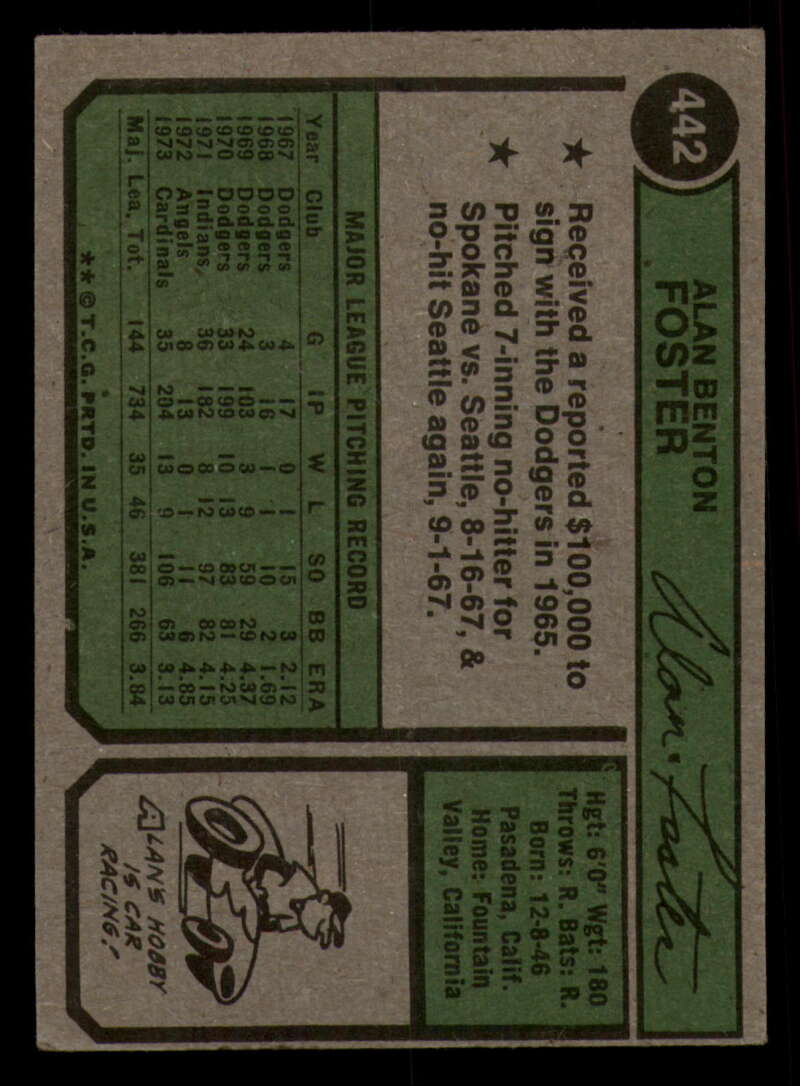 442
ALAN BENTON
FOSTER
Alan Foster
★ Received a reported $100,000 to
sign with the Dodgers in 1965.
★ Pitched 7-inning no-hitter for
Spokane vs. Seattle, 8-16-67, &
no-hit Seattle again, 9-1-67.
Hgt: 6'0" Wgt: 180
Throws: R. Bats: R.
Born: 12-8-46
Pasadena, Calif.
Home: Fountain
Valley, California
MAJOR LEAGUE PITCHING RECORD
Year Club G IP W L SO BB ERA
1967 Dodgers 4 17 0 1 15 3 2.12
1968 Dodgers 3 16 1 1 10 2 1.69
1969 Dodgers 24 103 3 9 59 29 4.37
1970 Dodgers 33 199 10 13 83 81 4.25
1971 Indians 36 182 8 12 97 82 4.15
1972 Angels 8 13 0 1 11 6 4.85
1973 Cardinals 35 204 13 9 106 63 3.13
Maj. Lea. Tot. 144 734 35 46 381 266 3.84
**©T.C.G. PRTD. IN U.S.A.
ALAN'S HOBBY
IS CAR
RACING!